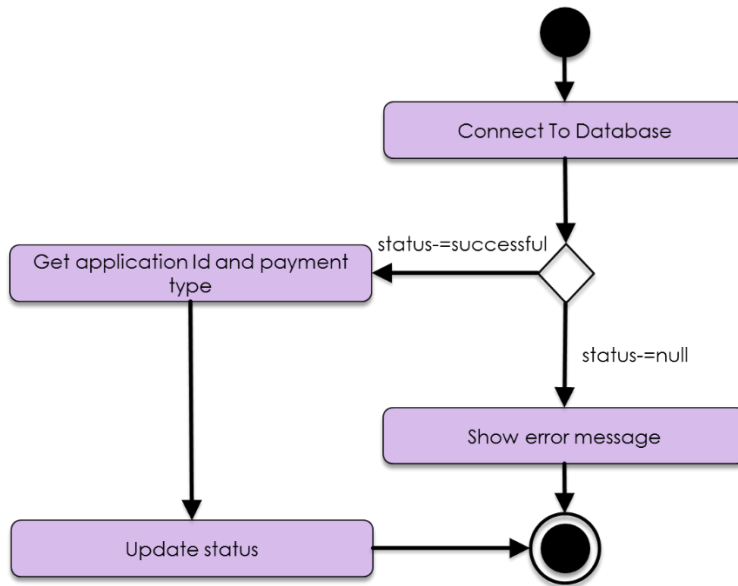 Connect To Database
status-=successful
Get application Id and payment
type
status-=null
Show error message
Update status